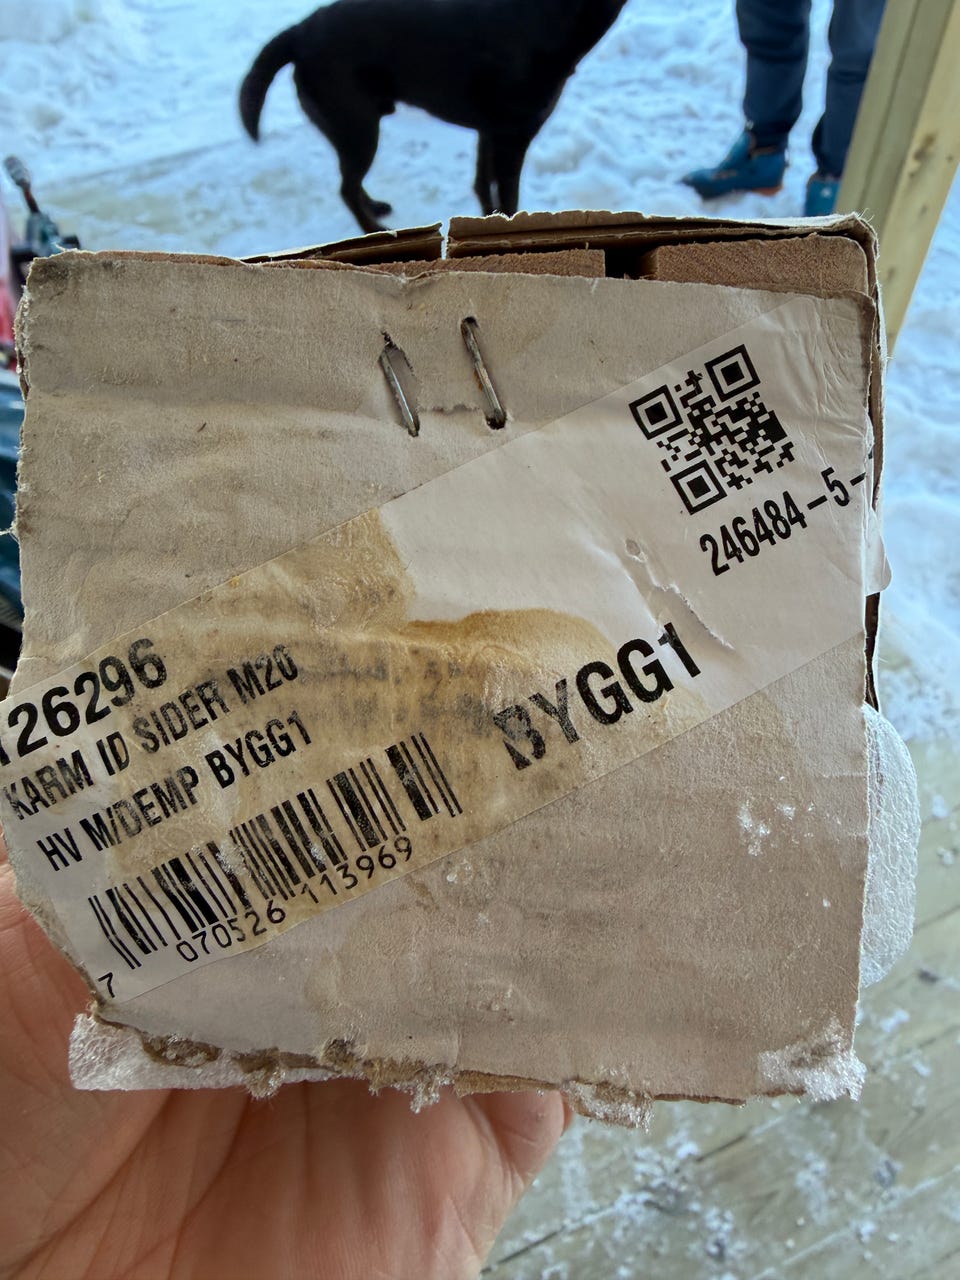 246484-5-
126296
KARM ID SIDER M20
HV M/DEMP BYGG1
BYGG1
7 070526 113969